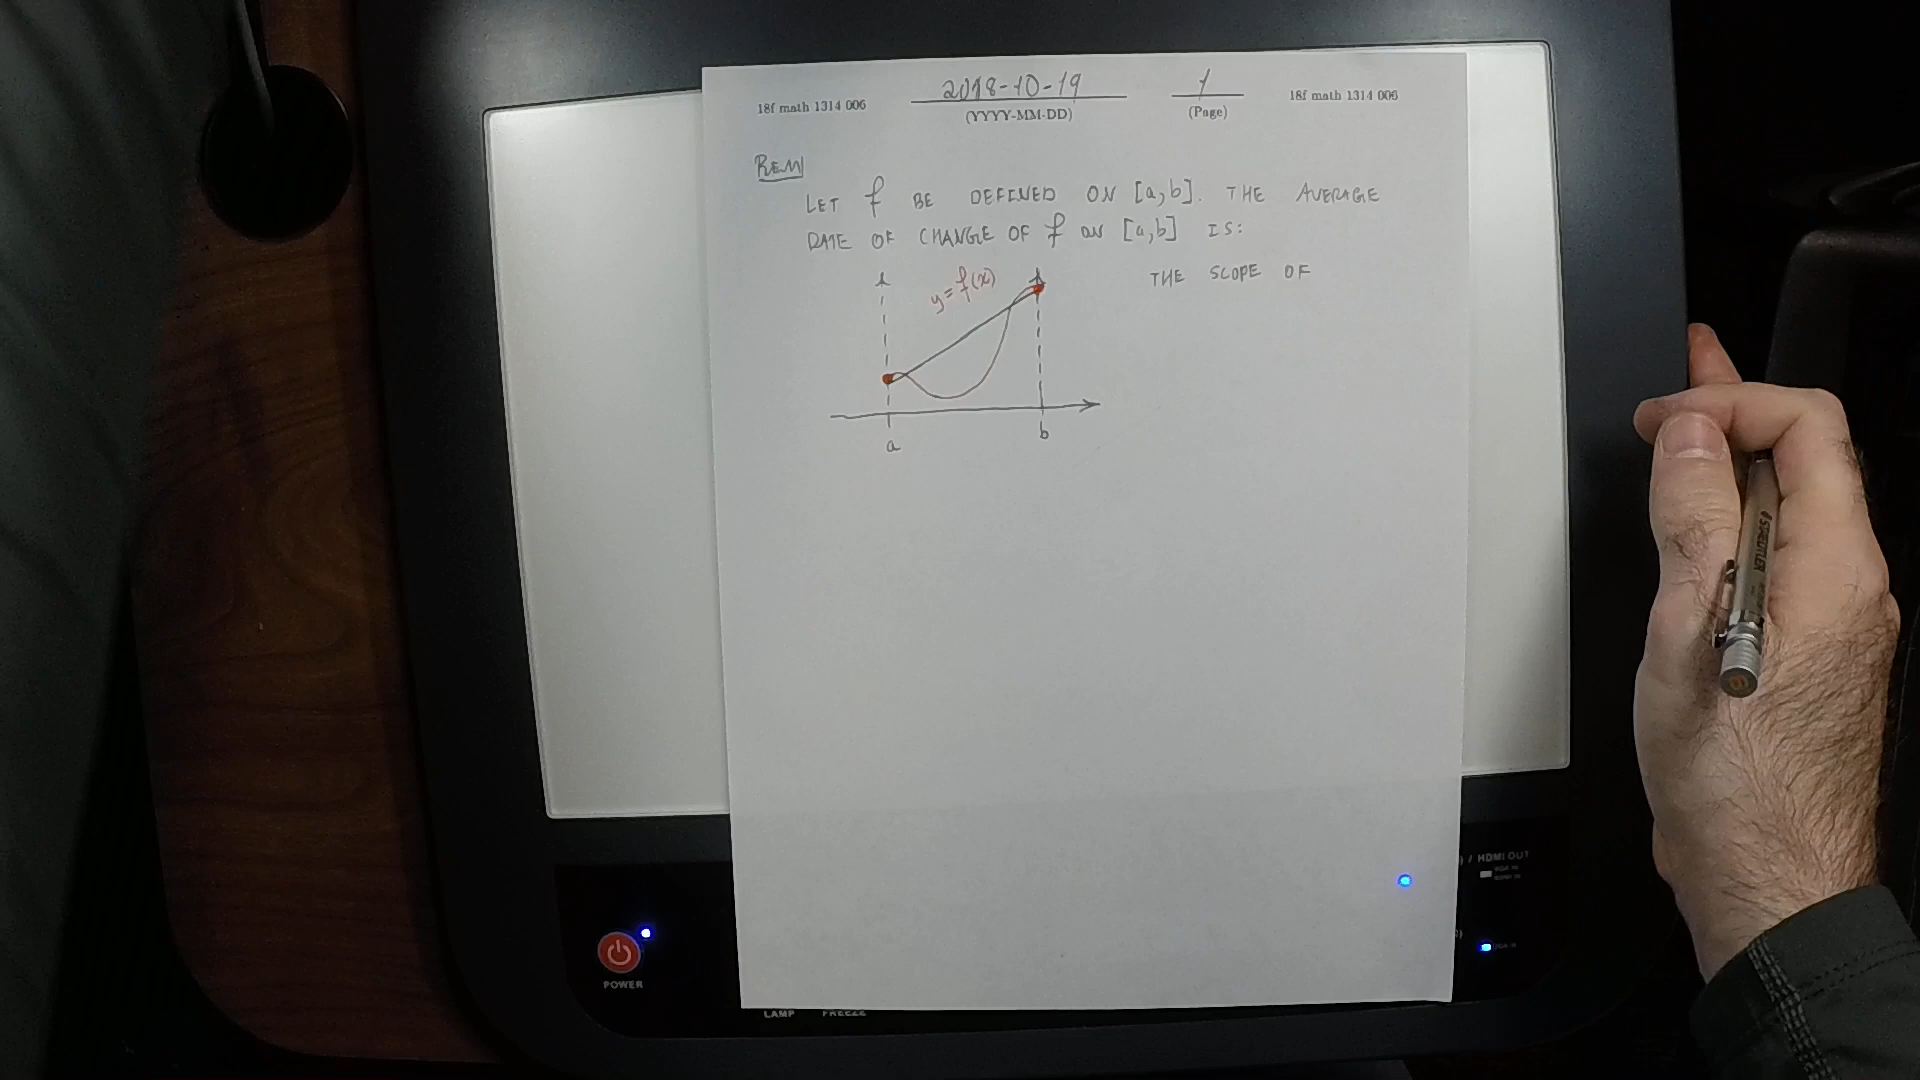 18f math 1314 006 2018-10-19 1 18f math 1314 006
(YYYY-MM-DD) (Page)
REM
LET f BE DEFINED ON [a,b]. THE AVERAGE
RATE OF CHANGE OF f ON [a,b] IS:
y=f(x)
THE SLOPE OF
a b
STAEDTLER
/ HDMI OUT
POWER
LAMP FREEZE